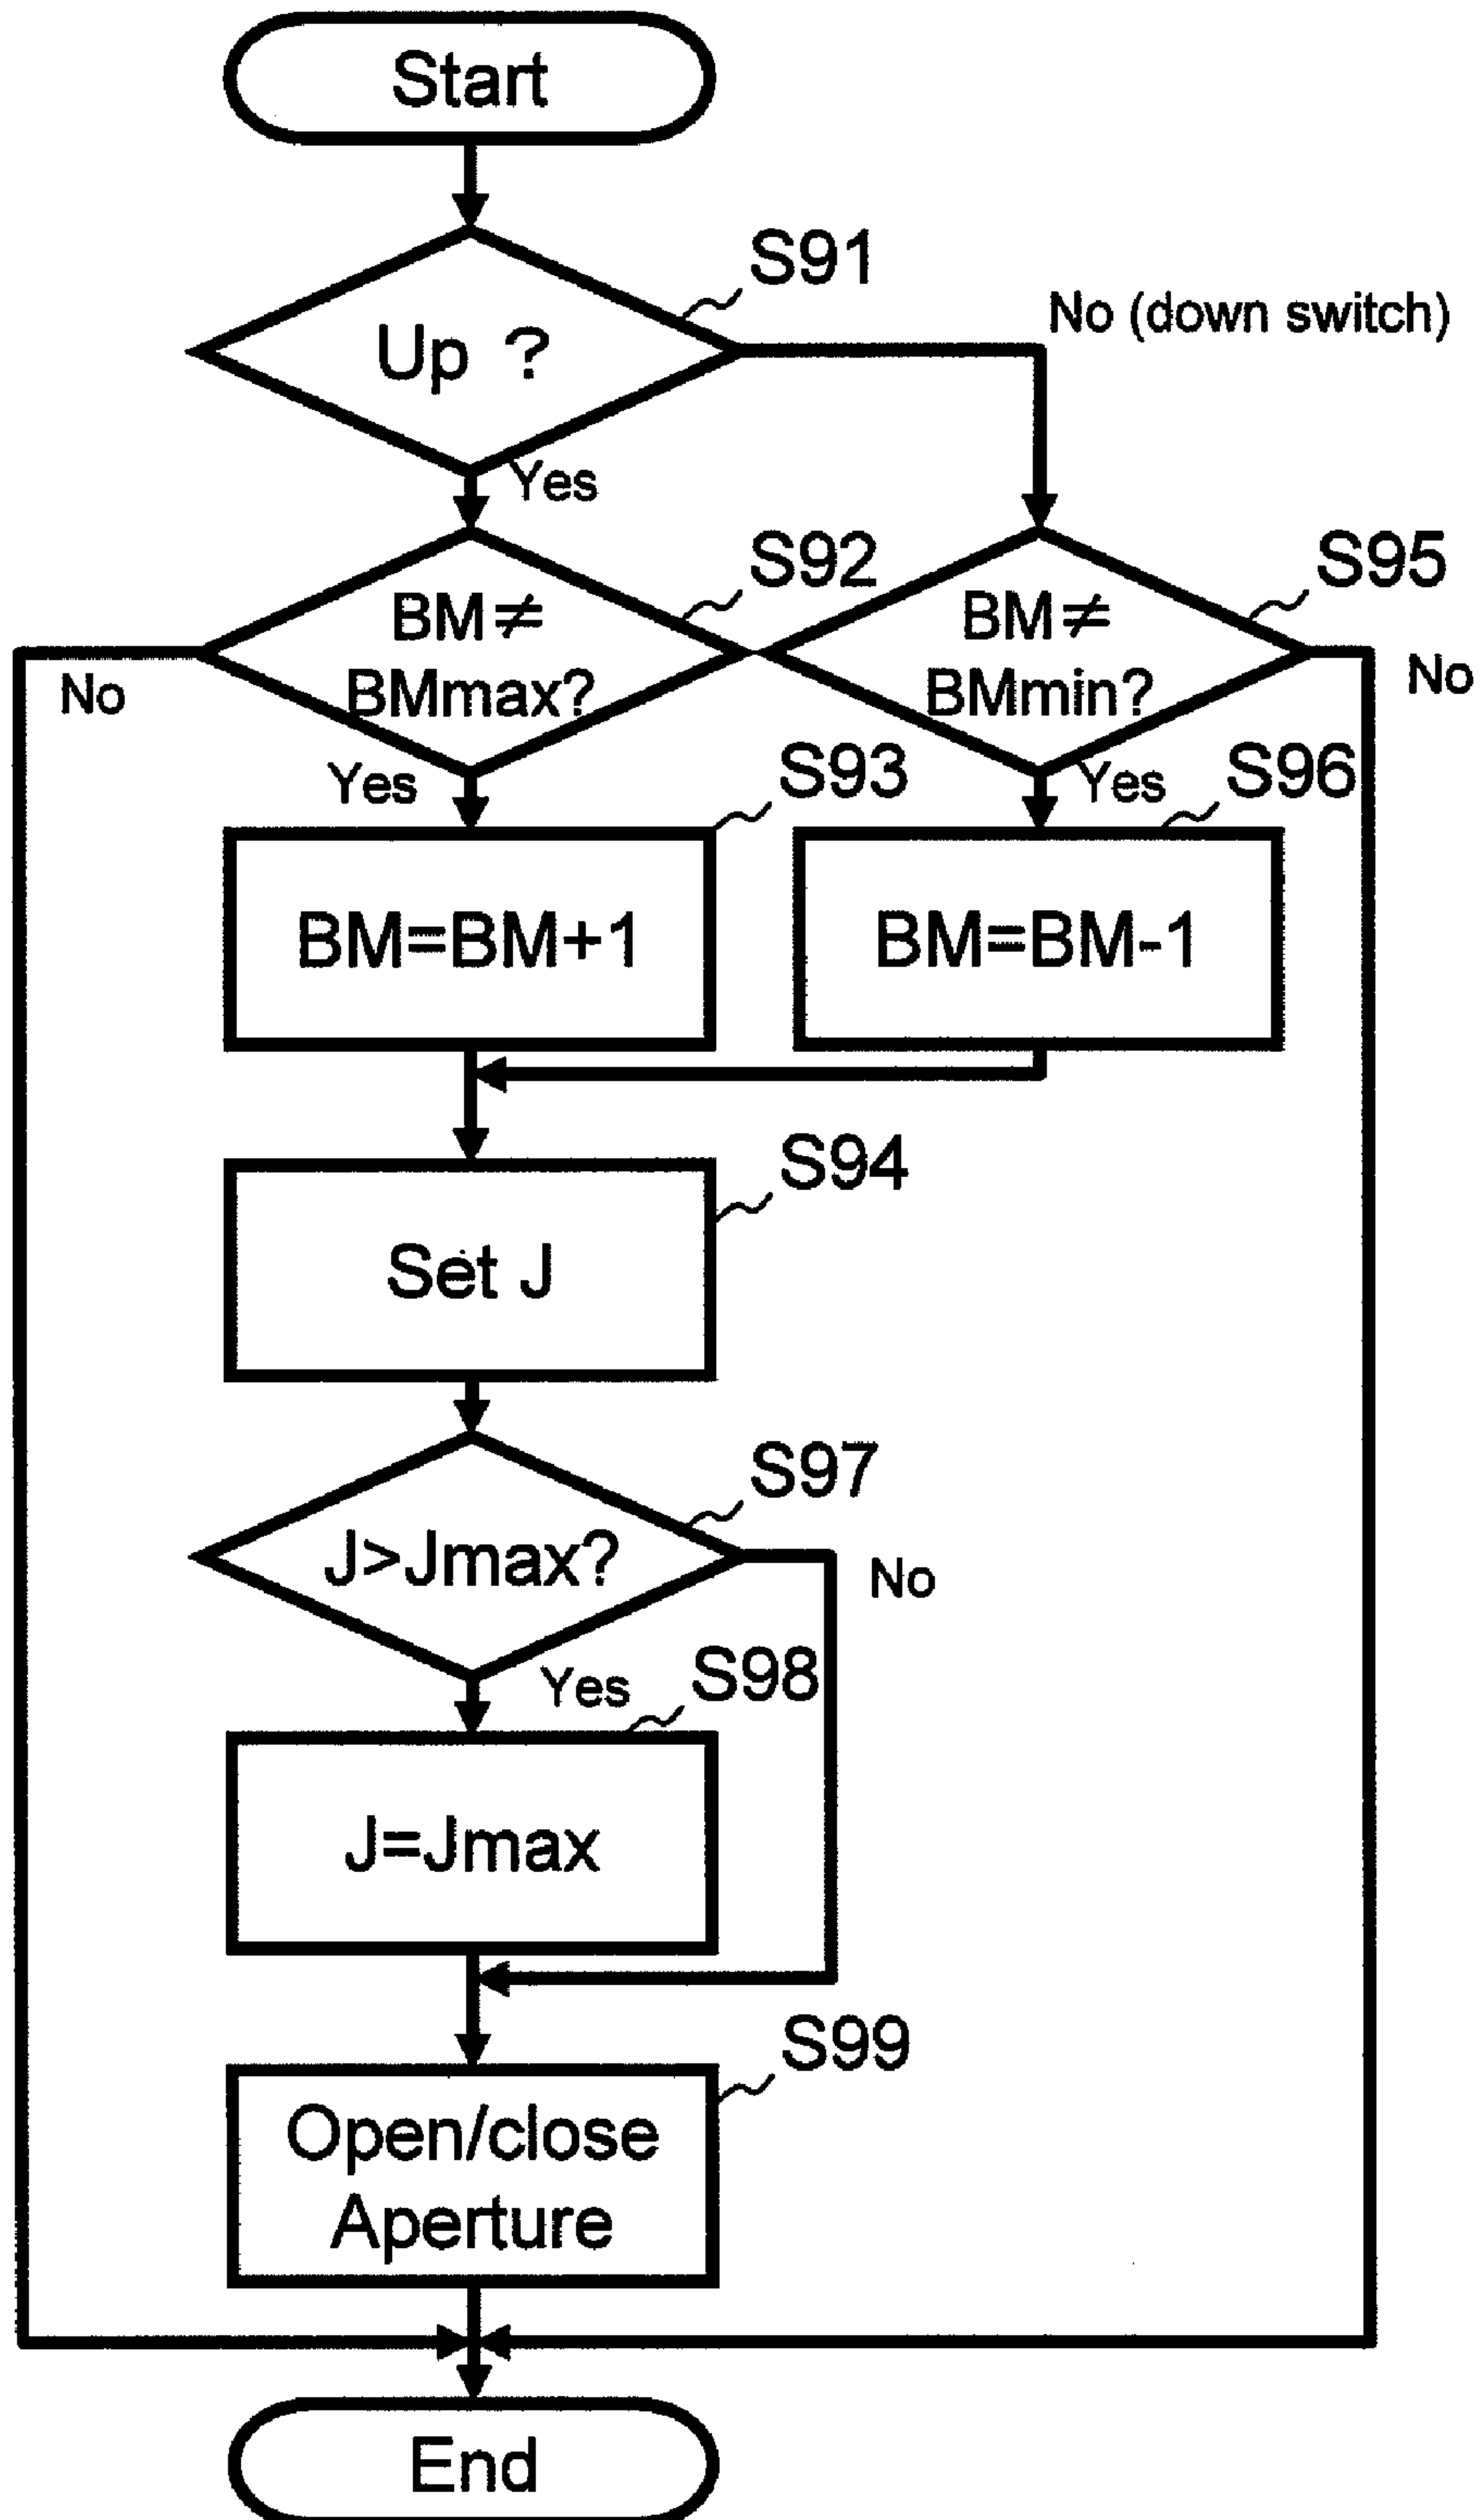 Start
S91
Up ?
No (down switch)
Yes
S92
BM≠
BMmax?
No
S95
BM≠
BMmin?
No
Yes
S93
Yes
S96
BM=BM+1
BM=BM-1
S94
Set J
S97
J>Jmax?
No
Yes
S98
J=Jmax
S99
Open/close
Aperture
End